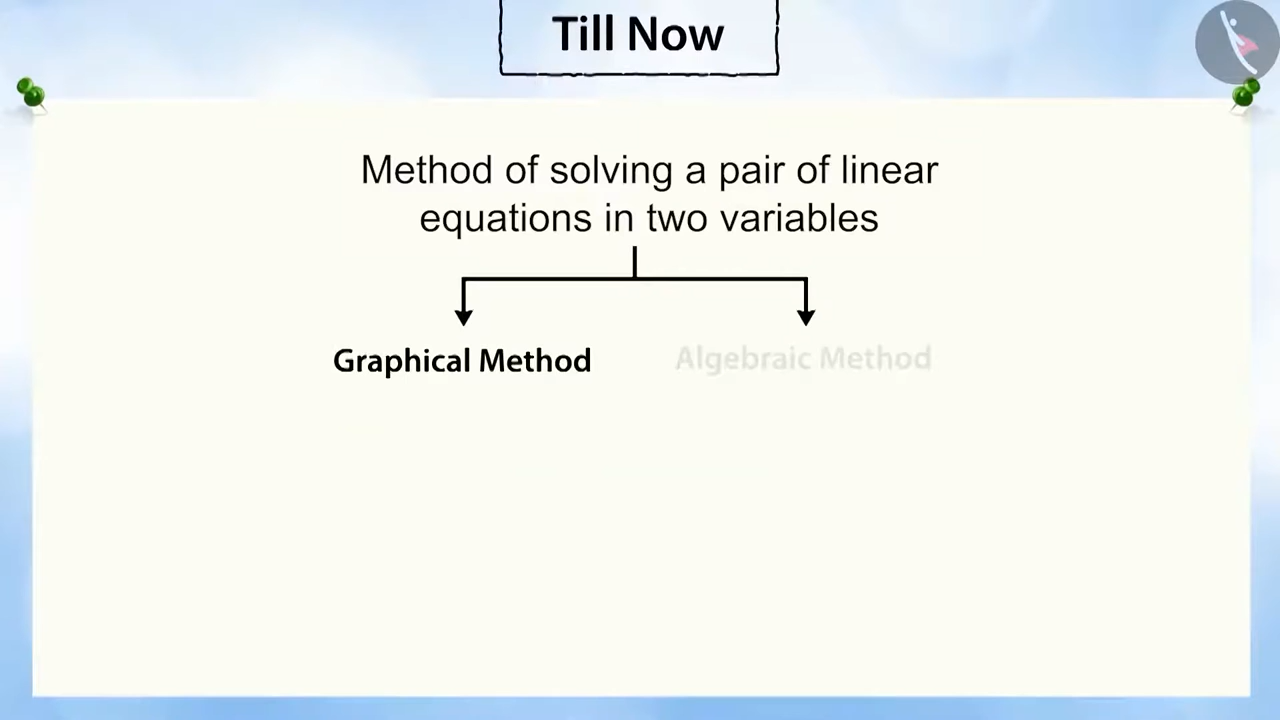 Till Now
Method of solving a pair of linear
equations in two variables
Graphical Method
Algebraic Method